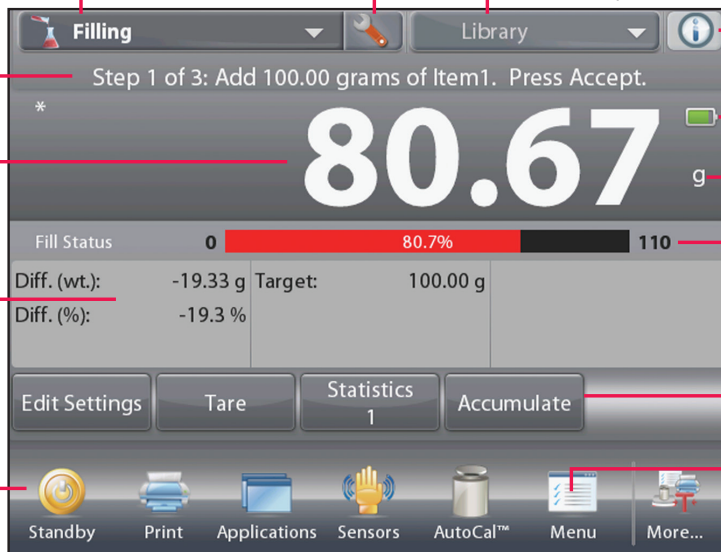 Filling Library
Step 1 of 3: Add 100.00 grams of Item1. Press Accept.
*
80.67
g
Fill Status 0 80.7% 110
Diff. (wt.): -19.33 g Target: 100.00 g
Diff. (%): -19.3 %
Edit Settings Tare Statistics 1 Accumulate
Standby Print Applications Sensors AutoCal™ Menu More...